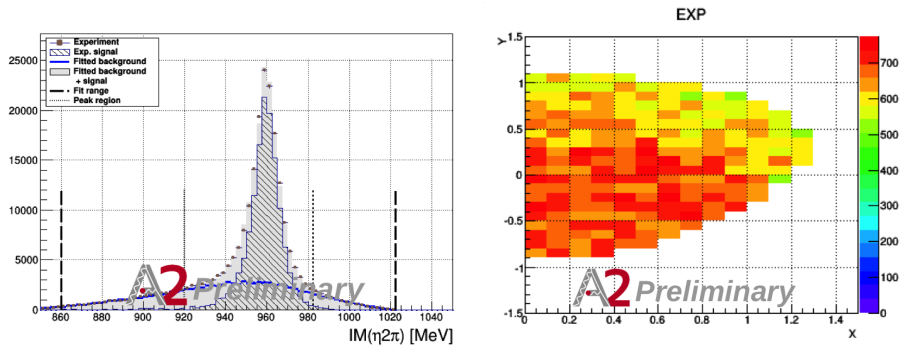 Experiment
Exp. signal
Fitted background
Fitted background
+ signal
Fit range
Peak region
25000
20000
15000
10000
5000
0
860 880 900 920 940 960 980 1000 1020 1040
IM(η2π) [MeV]
A2 Preliminary
EXP
Y
1.5
1
0.5
0
-0.5
-1
-1.5
0 0.2 0.4 0.6 0.8 1 1.2 1.4
X
700
600
500
400
300
200
100
0
A2 Preliminary